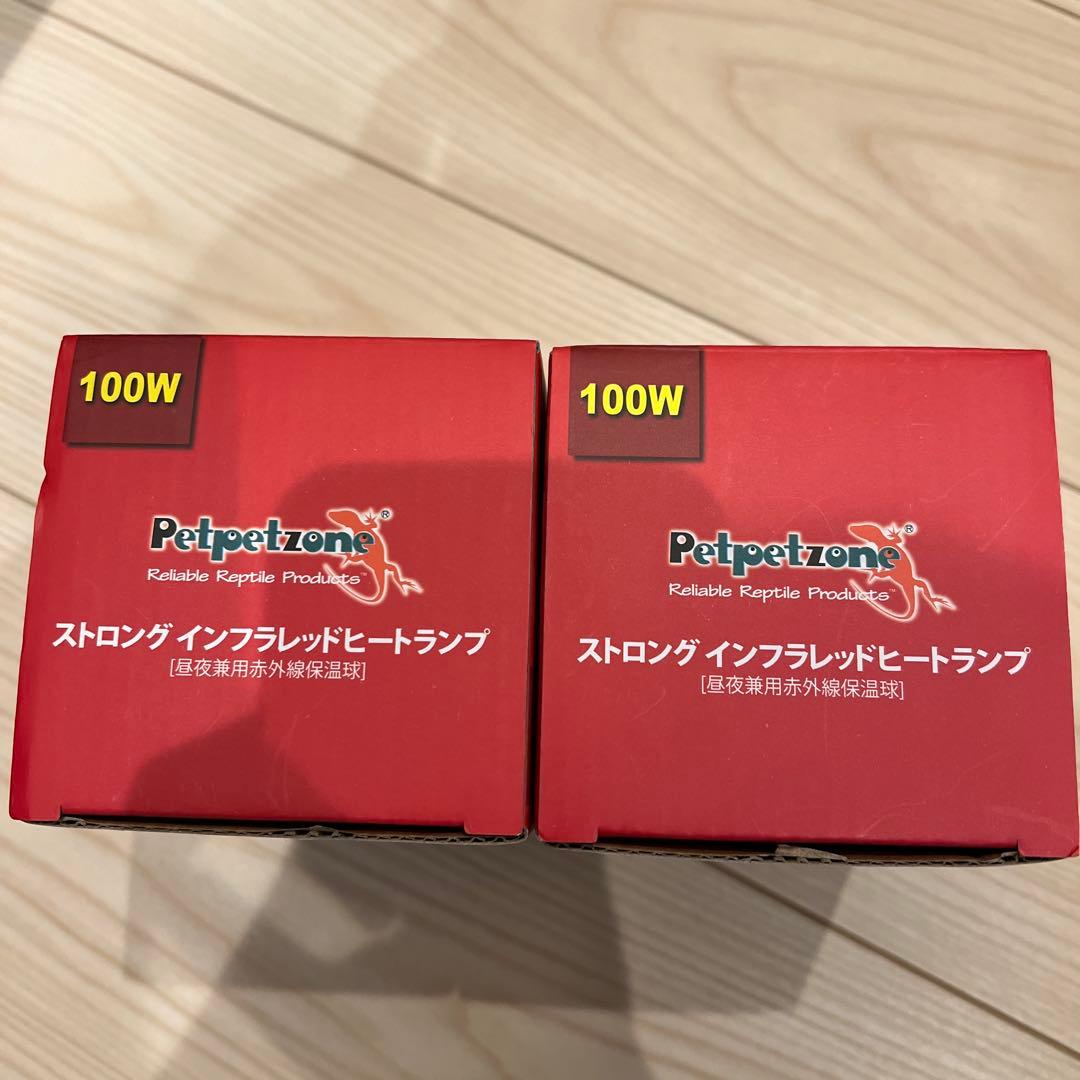 100W
Petpetzone®
Reliable Reptile Products™
ストロング インフラレッドヒートランプ
[昼夜兼用赤外線保温球]
100W
Petpetzone®
Reliable Reptile Products™
ストロング インフラレッドヒートランプ
[昼夜兼用赤外線保温球]